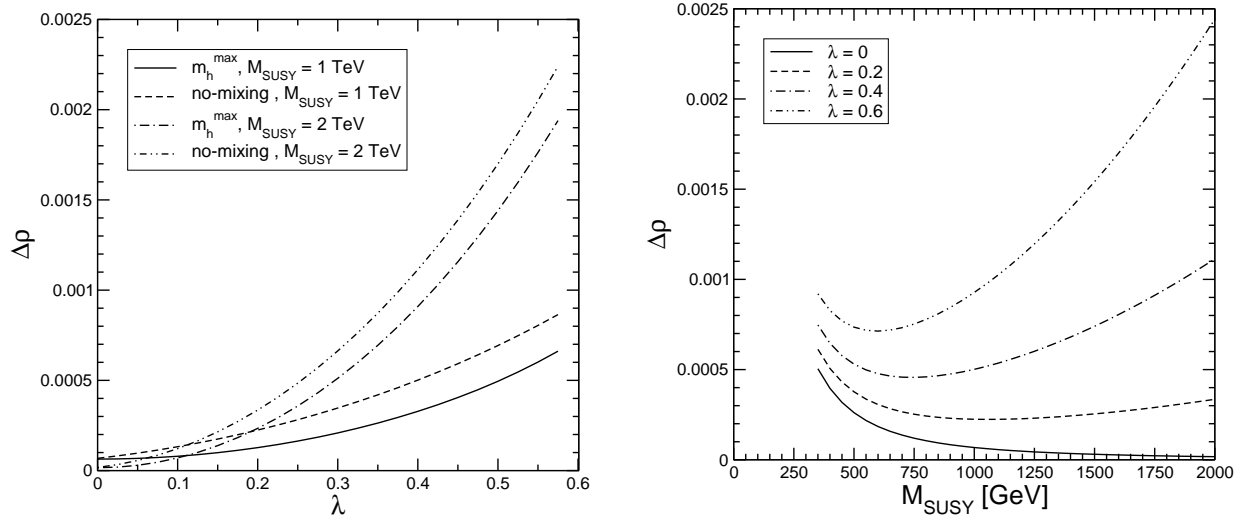 0.0025
0.002
0.0015
0.001
0.0005
0
Δρ
m_h^max, M_SUSY = 1 TeV
no-mixing , M_SUSY = 1 TeV
m_h^max, M_SUSY = 2 TeV
no-mixing , M_SUSY = 2 TeV
0 0.1 0.2 0.3 0.4 0.5 0.6
λ
0.0025
0.002
0.0015
0.001
0.0005
0
Δρ
λ = 0
λ = 0.2
λ = 0.4
λ = 0.6
0 250 500 750 1000 1250 1500 1750 2000
M_SUSY [GeV]